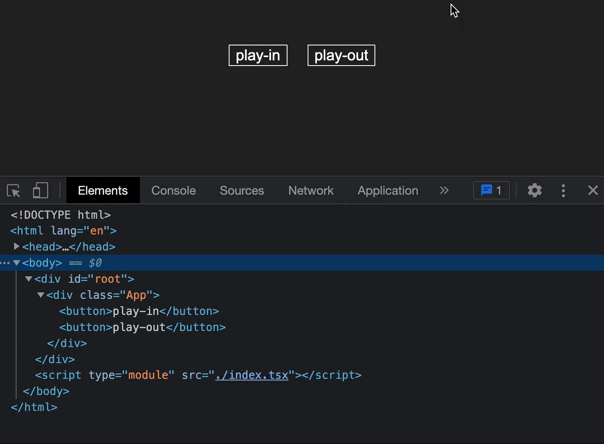 play-in play-out
Elements Console Sources Network Application » 1
<!DOCTYPE html>
<html lang="en">
<head>…</head>
<body> == $0
<div id="root">
<div class="App">
<button>play-in</button>
<button>play-out</button>
</div>
</div>
<script type="module" src="./index.tsx"></script>
</body>
</html>